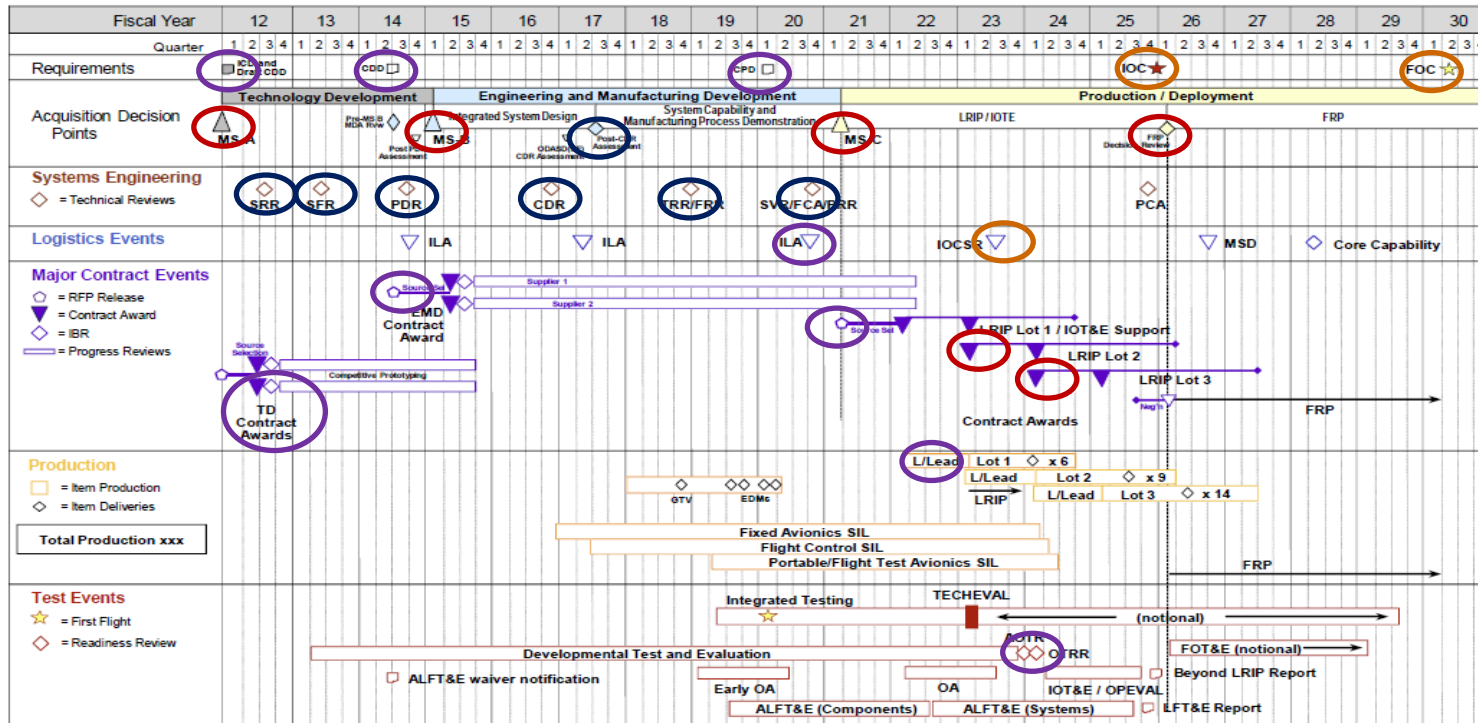 Fiscal Year 12 13 14 15 16 17 18 19 20 21 22 23 24 25 26 27 28 29 30
Quarter 1 2 3 4 1 2 3 4 1 2 3 4 1 2 3 4 1 2 3 4 1 2 3 4 1 2 3 4 1 2 3 4 1 2 3 4 1 2 3 4 1 2 3 4 1 2 3 4 1 2 3 4 1 2 3 4 1 2 3 4 1 2 3 4 1 2 3 4 1 2 3 4 1 2 3 4
Requirements
ICD and
Draft CDD
CDD
CPD
IOC
FOC
Technology Development
Engineering and Manufacturing Development
Production / Deployment
Acquisition Decision
Points
MS-A
Pre-MS-B
MDA Rvw
Post PDR
Assessment
MS-B
Integrated System Design
ODASD(SE)
CDR Assessment
Post-CDR
Assessment
System Capability and
Manufacturing Process Demonstration
MS-C
LRIP / IOTE
FRP
Decision Review
FRP
Systems Engineering
= Technical Reviews
SRR
SFR
PDR
CDR
TRR/FRR
SVR/FCA/PRR
PCA
Logistics Events
ILA
ILA
ILA
IOCSR
MSD
Core Capability
Major Contract Events
= RFP Release
= Contract Award
= IBR
= Progress Reviews
Source Sel
Supplier 1
Supplier 2
EMD
Contract
Award
Source
Selection
Competitive Prototyping
TD
Contract
Awards
Source Sel
LRIP Lot 1 / IOT&E Support
LRIP Lot 2
LRIP Lot 3
Neg'n
FRP
Contract Awards
Production
= Item Production
= Item Deliveries
Total Production xxx
GTV
EDMs
L/Lead Lot 1 x 6
L/Lead Lot 2 x 9
LRIP
L/Lead Lot 3 x 14
Fixed Avionics SIL
Flight Control SIL
Portable/Flight Test Avionics SIL
FRP
Test Events
= First Flight
= Readiness Review
Integrated Testing
TECHEVAL
(notional)
AOTR
Developmental Test and Evaluation
OTRR
FOT&E (notional)
ALFT&E waiver notification
Early OA
OA
IOT&E / OPEVAL
Beyond LRIP Report
ALFT&E (Components)
ALFT&E (Systems)
LFT&E Report